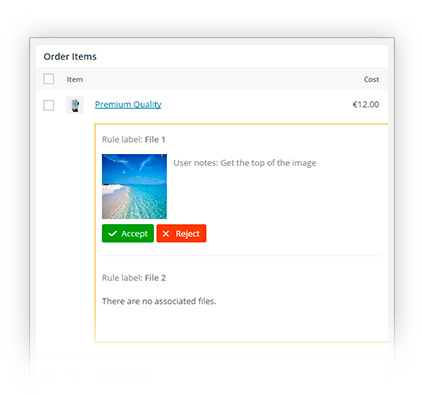 Order Items
Item Cost
Premium Quality €12.00
Rule label: File 1
User notes: Get the top of the image
Accept Reject
Rule label: File 2
There are no associated files.